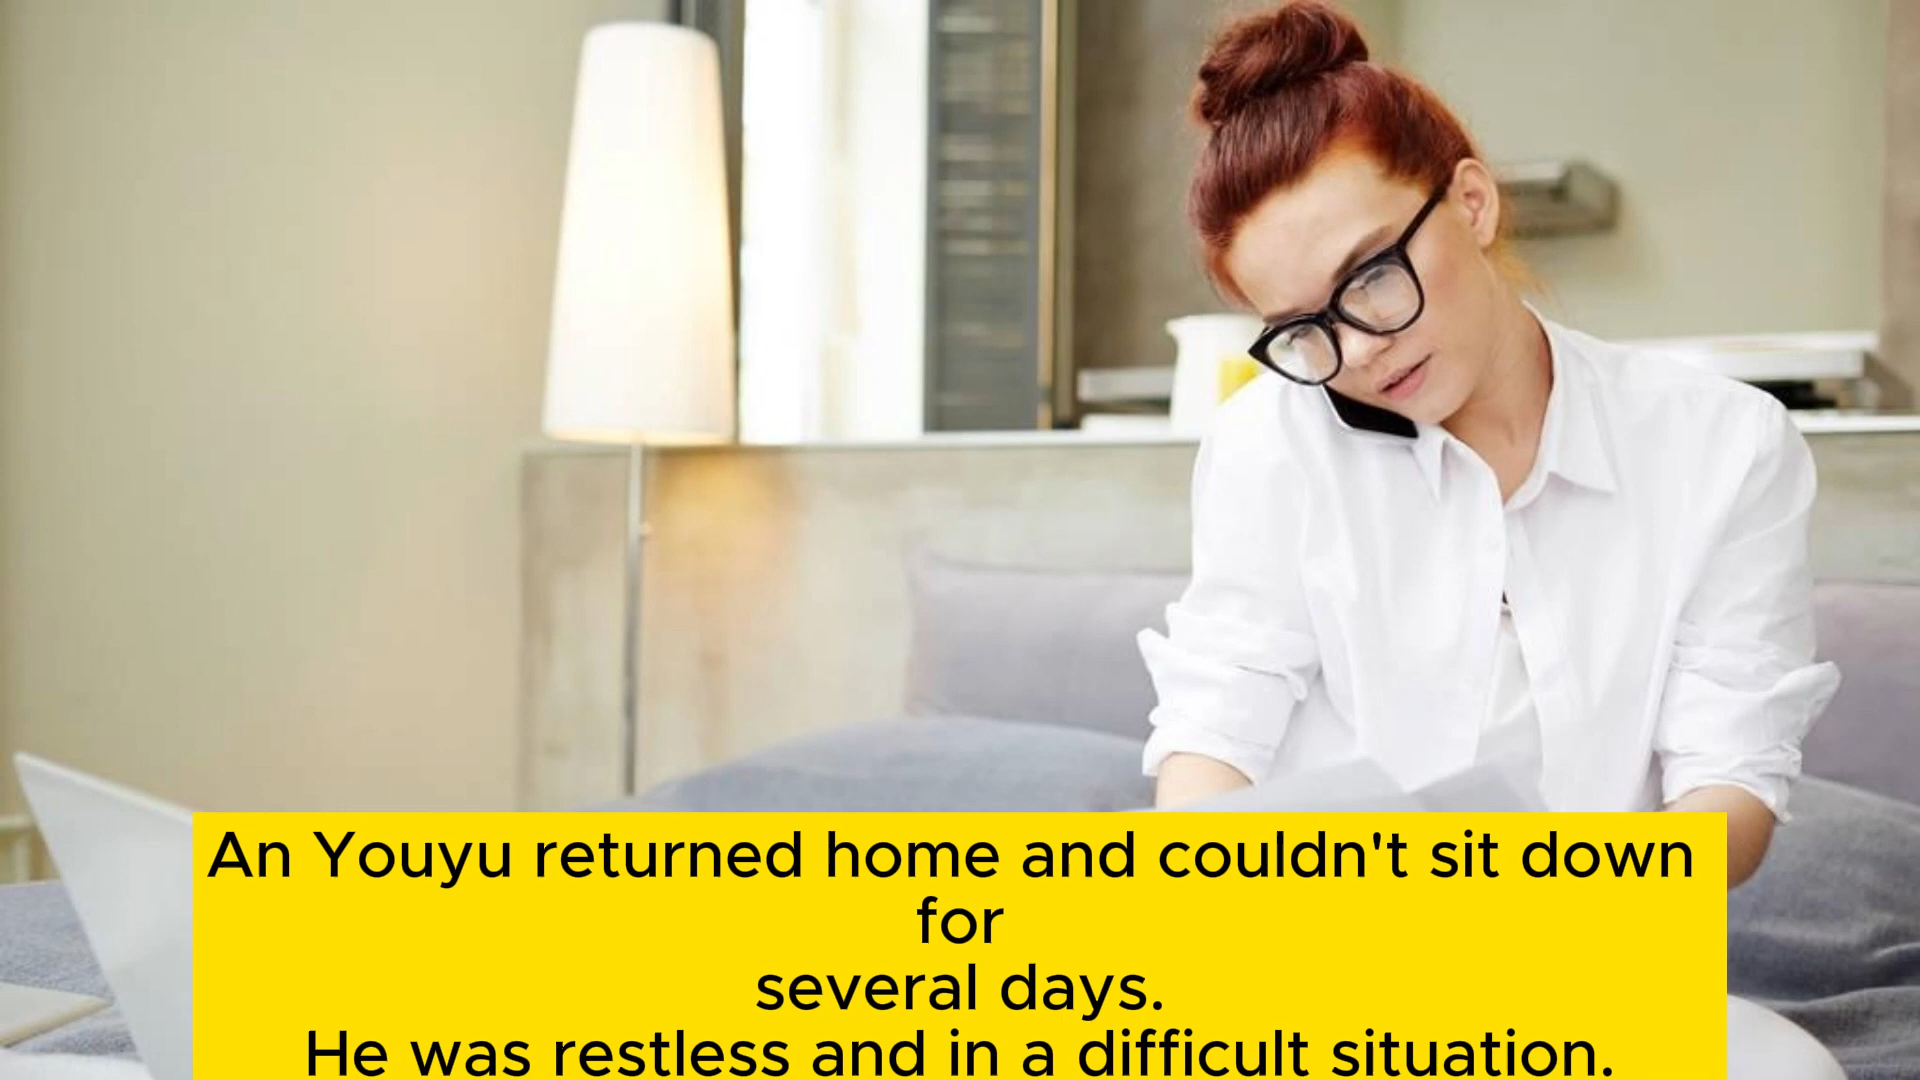 An Youyu returned home and couldn't sit down
for
several days.
He was restless and in a difficult situation.